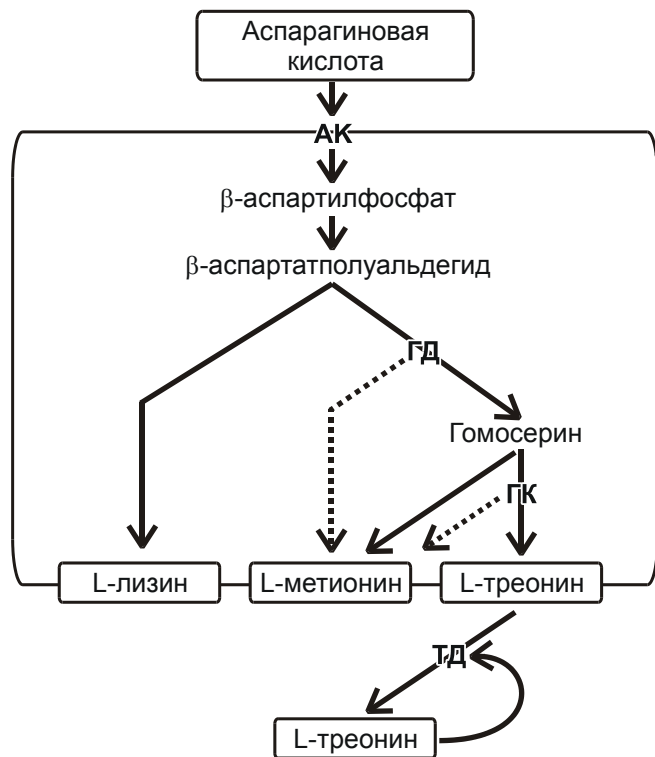 Аспарагиновая
кислота
АК
β-аспартилфосфат
β-аспартатполуальдегид
ГД
Гомосерин
ГК
L-лизин
L-метионин
L-треонин
ТД
L-треонин